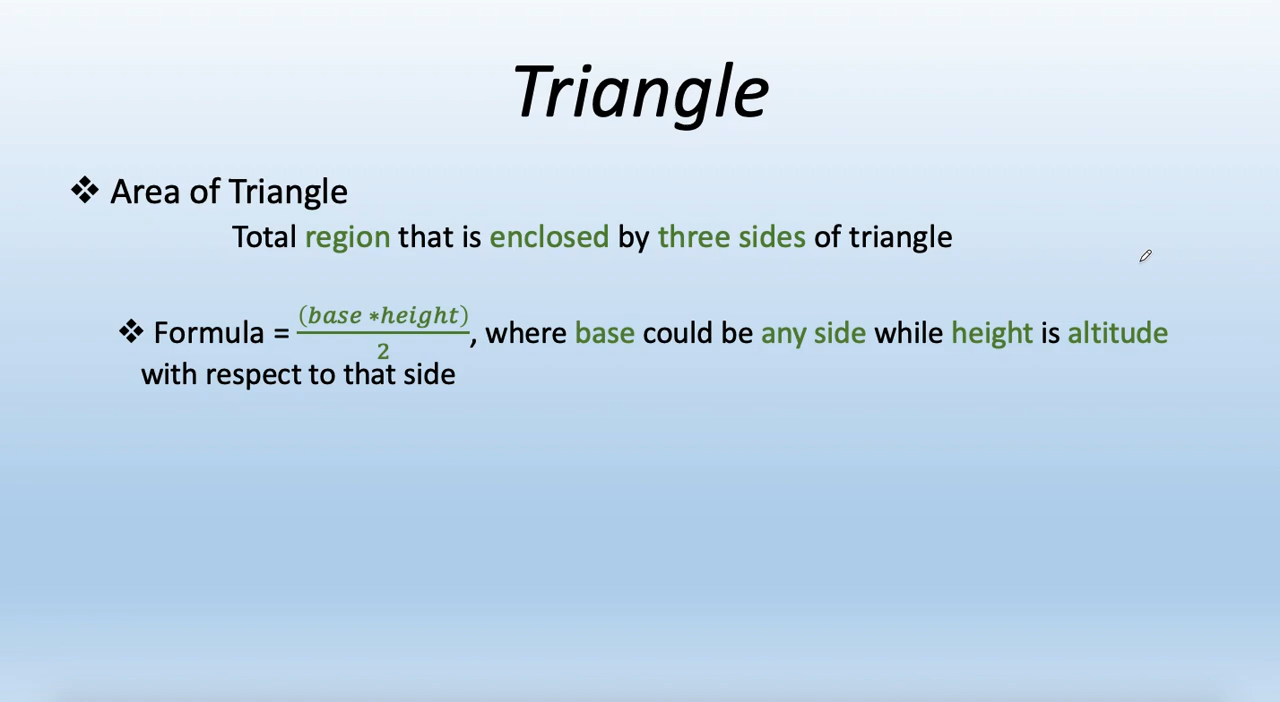 Triangle
❖ Area of Triangle
Total region that is enclosed by three sides of triangle
❖ Formula = (base *height)/2, where base could be any side while height is altitude
with respect to that side